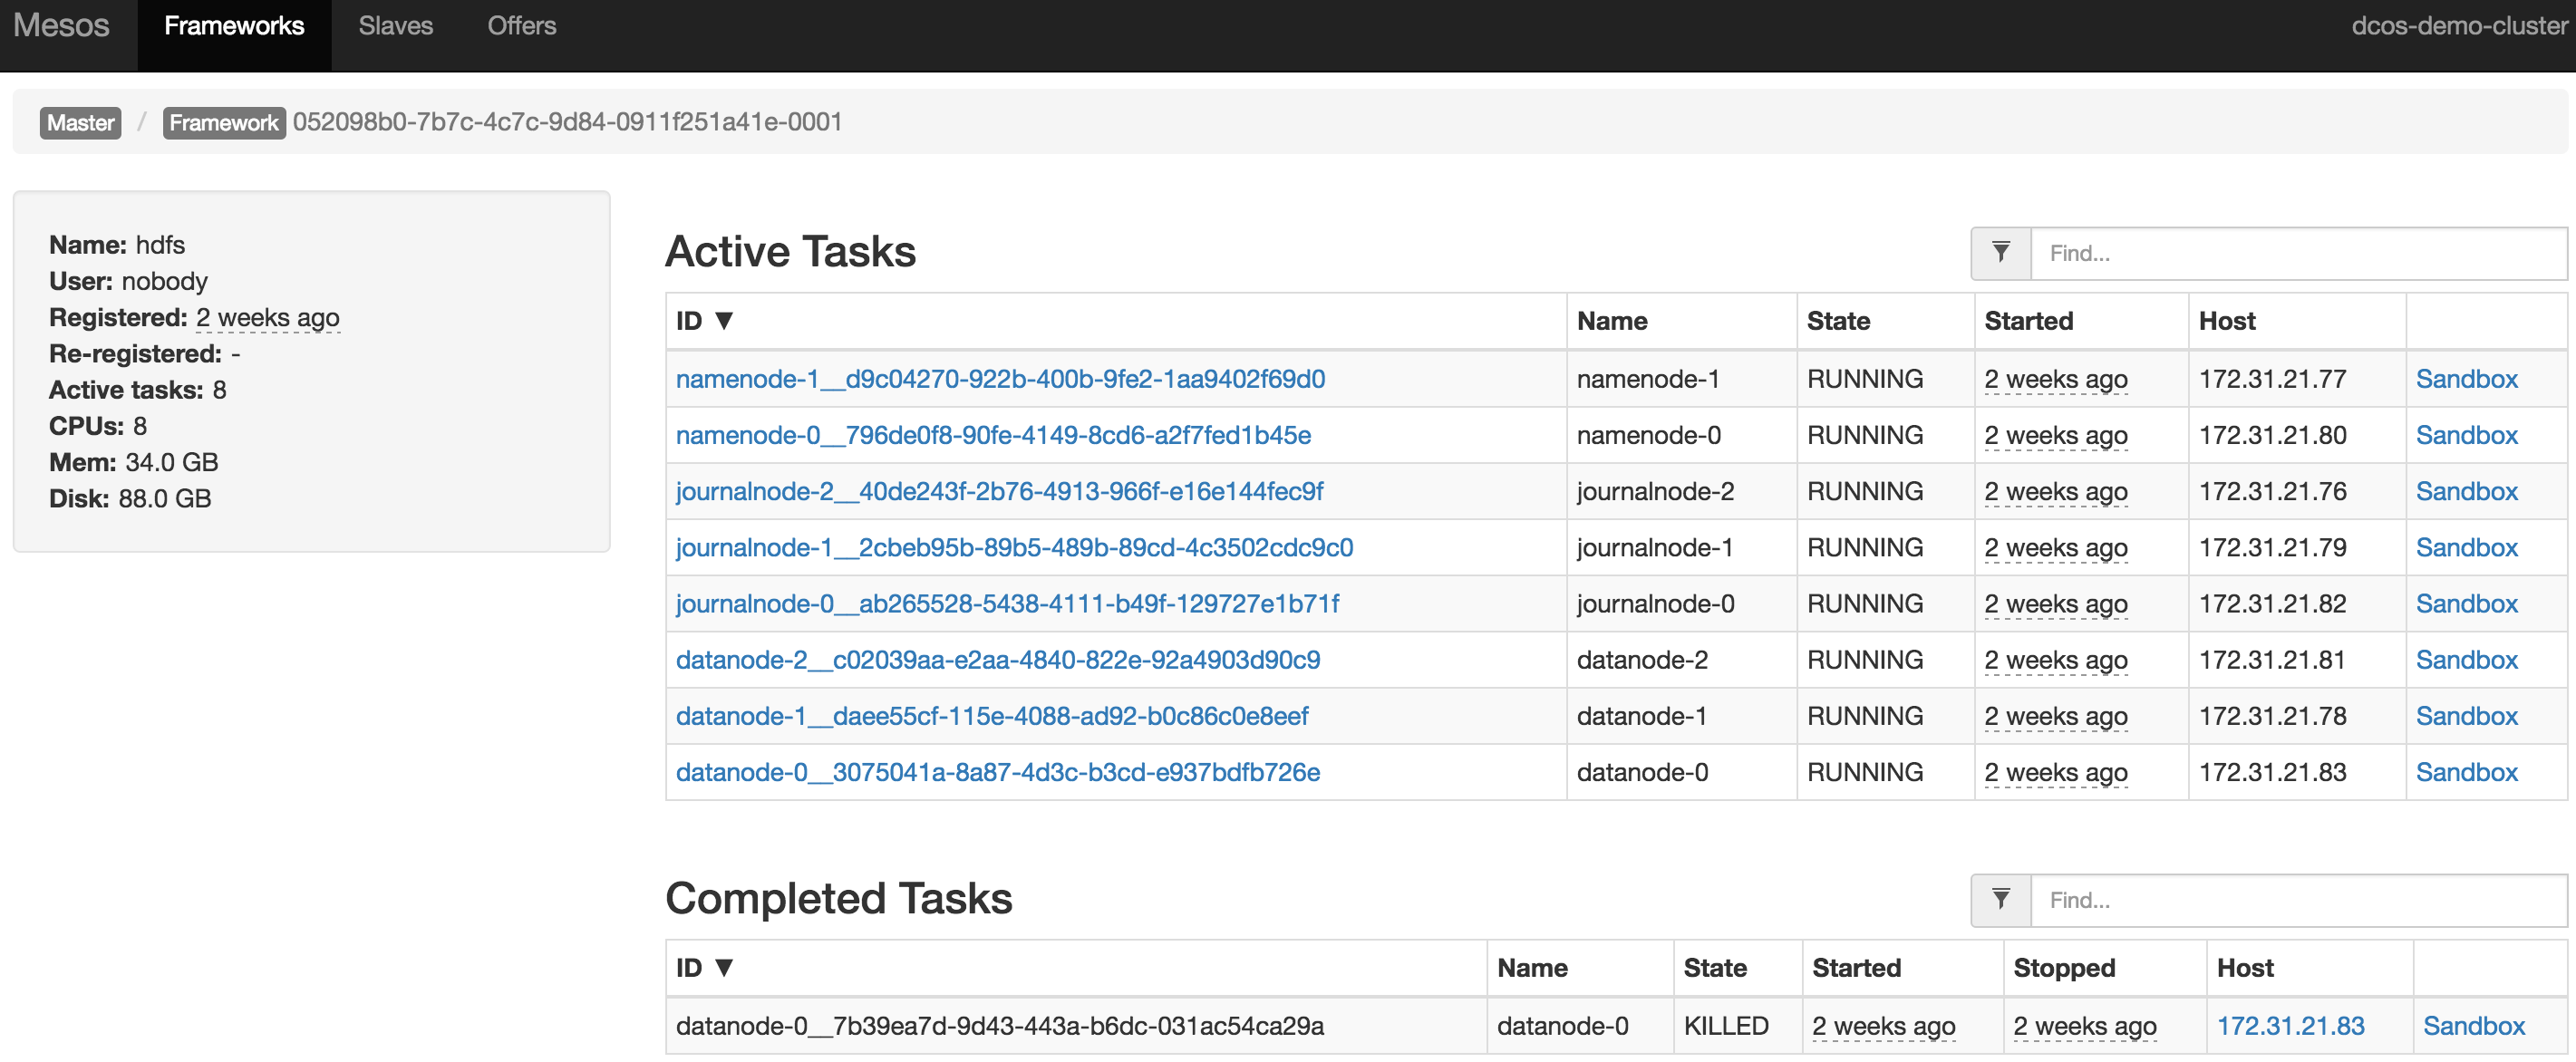 Mesos Frameworks Slaves Offers dcos-demo-cluster
Master / Framework 052098b0-7b7c-4c7c-9d84-0911f251a41e-0001
Name: hdfs
User: nobody
Registered: 2 weeks ago
Re-registered: -
Active tasks: 8
CPUs: 8
Mem: 34.0 GB
Disk: 88.0 GB
Active Tasks Find...
ID ▼ Name State Started Host
namenode-1__d9c04270-922b-400b-9fe2-1aa9402f69d0 namenode-1 RUNNING 2 weeks ago 172.31.21.77 Sandbox
namenode-0__796de0f8-90fe-4149-8cd6-a2f7fed1b45e namenode-0 RUNNING 2 weeks ago 172.31.21.80 Sandbox
journalnode-2__40de243f-2b76-4913-966f-e16e144fec9f journalnode-2 RUNNING 2 weeks ago 172.31.21.76 Sandbox
journalnode-1__2cbeb95b-89b5-489b-89cd-4c3502cdc9c0 journalnode-1 RUNNING 2 weeks ago 172.31.21.79 Sandbox
journalnode-0__ab265528-5438-4111-b49f-129727e1b71f journalnode-0 RUNNING 2 weeks ago 172.31.21.82 Sandbox
datanode-2__c02039aa-e2aa-4840-822e-92a4903d90c9 datanode-2 RUNNING 2 weeks ago 172.31.21.81 Sandbox
datanode-1__daee55cf-115e-4088-ad92-b0c86c0e8eef datanode-1 RUNNING 2 weeks ago 172.31.21.78 Sandbox
datanode-0__3075041a-8a87-4d3c-b3cd-e937bdfb726e datanode-0 RUNNING 2 weeks ago 172.31.21.83 Sandbox
Completed Tasks Find...
ID ▼ Name State Started Stopped Host
datanode-0__7b39ea7d-9d43-443a-b6dc-031ac54ca29a datanode-0 KILLED 2 weeks ago 2 weeks ago 172.31.21.83 Sandbox